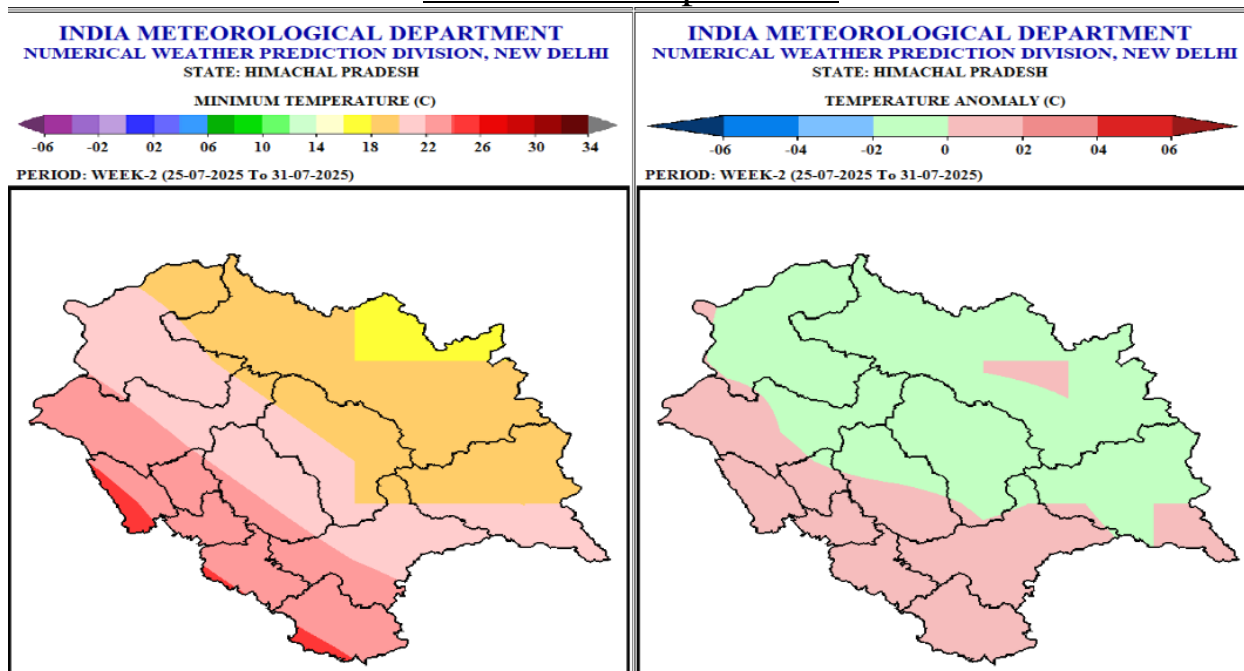 INDIA METEOROLOGICAL DEPARTMENT
NUMERICAL WEATHER PREDICTION DIVISION, NEW DELHI
STATE: HIMACHAL PRADESH
MINIMUM TEMPERATURE (C)
-06 -02 02 06 10 14 18 22 26 30 34
PERIOD: WEEK-2 (25-07-2025 To 31-07-2025)
INDIA METEOROLOGICAL DEPARTMENT
NUMERICAL WEATHER PREDICTION DIVISION, NEW DELHI
STATE: HIMACHAL PRADESH
TEMPERATURE ANOMALY (C)
-06 -04 -02 0 02 04 06
PERIOD: WEEK-2 (25-07-2025 To 31-07-2025)